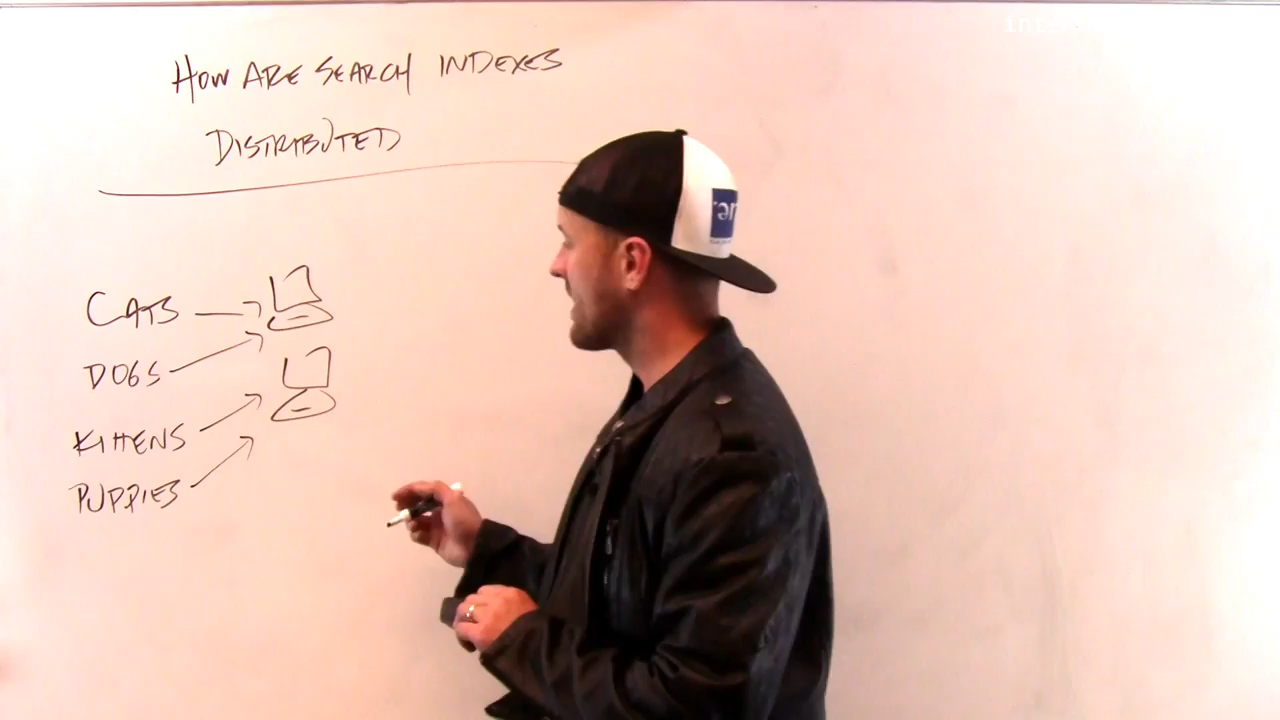 HOW ARE SEARCH INDEXES
DISTRIBUTED
CATS
DOGS
KITTENS
PUPPIES